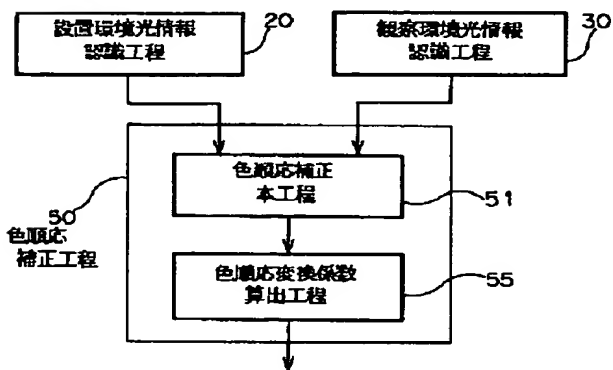 設置環境光情報
認識工程
20
観察環境光情報
認識工程
30
50
色順応
補正工程
色順応補正
本工程
51
色順応変換係数
算出工程
55